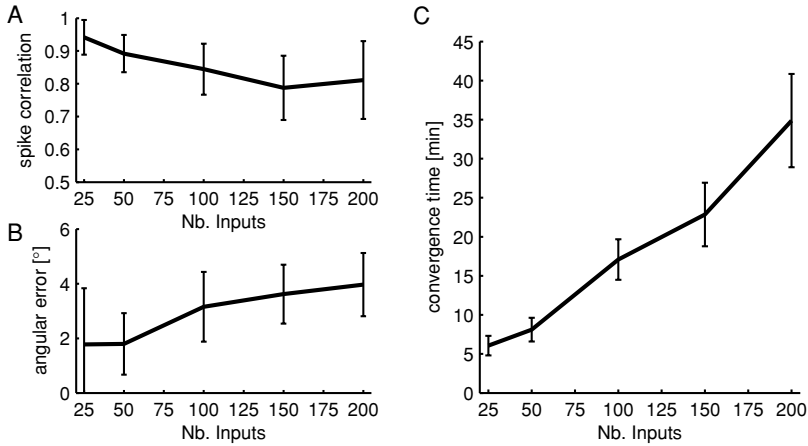 A
1
0.9
0.8
0.7
0.6
0.5
spike correlation
25 50 75 100 125 150 175 200
Nb. Inputs
B
6
4
2
0
angular error [°]
25 50 75 100 125 150 175 200
Nb. Inputs
C
45
40
35
30
25
20
15
10
5
0
convergence time [min]
25 50 75 100 125 150 175 200
Nb. Inputs